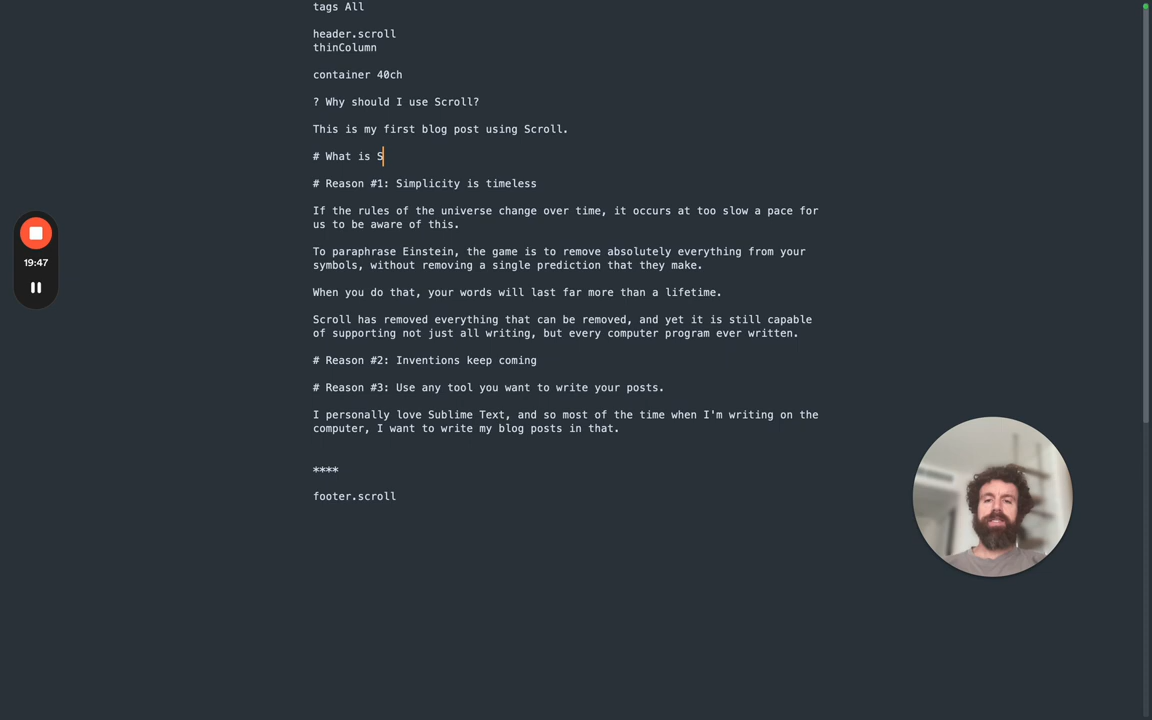 tags All
header.scroll
thinColumn
container 40ch
? Why should I use Scroll?
This is my first blog post using Scroll.
# What is S
# Reason #1: Simplicity is timeless
If the rules of the universe change over time, it occurs at too slow a pace for
us to be aware of this.
To paraphrase Einstein, the game is to remove absolutely everything from your
symbols, without removing a single prediction that they make.
When you do that, your words will last far more than a lifetime.
Scroll has removed everything that can be removed, and yet it is still capable
of supporting not just all writing, but every computer program ever written.
# Reason #2: Inventions keep coming
# Reason #3: Use any tool you want to write your posts.
I personally love Sublime Text, and so most of the time when I'm writing on the
computer, I want to write my blog posts in that.
****
footer.scroll
19:47